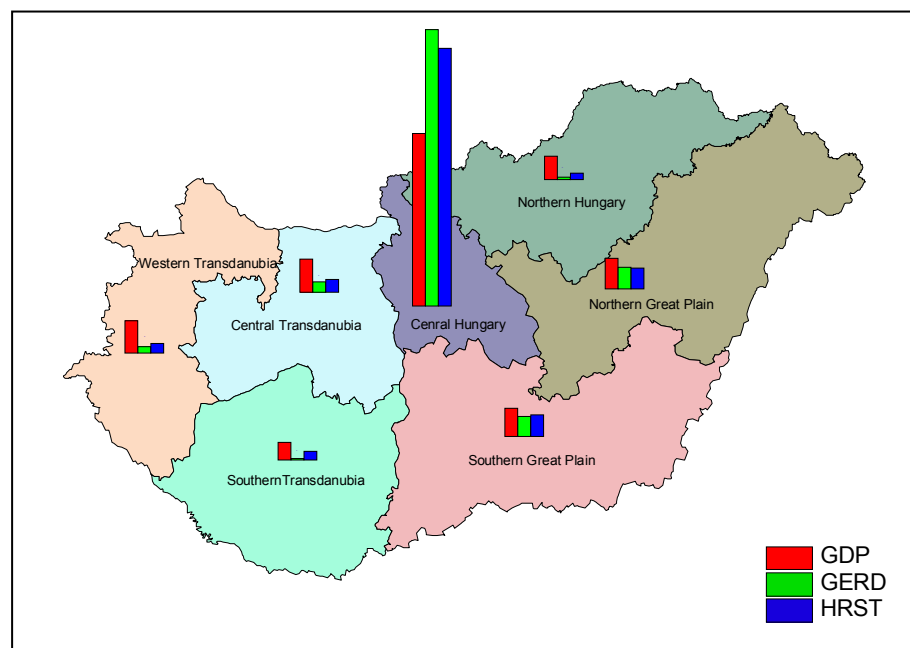 Northern Hungary
Western Transdanubia
Northern Great Plain
Central Transdanubia
Cenral Hungary
Southern Great Plain
SouthernTransdanubia
GDP
GERD
HRST